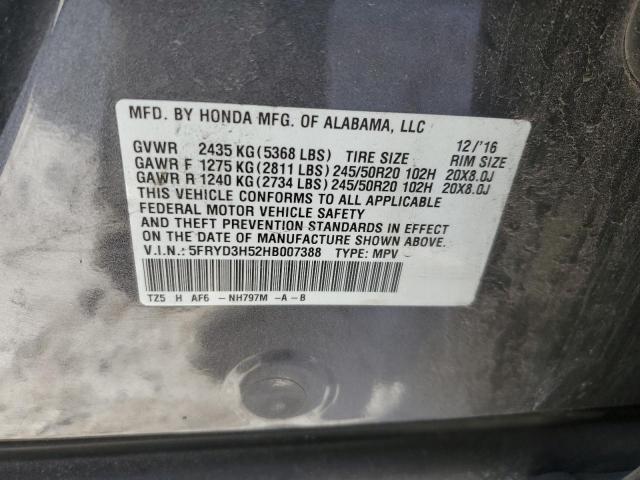 MFD. BY HONDA MFG. OF ALABAMA, LLC
12/'16
GVWR 2435 KG(5368 LBS) TIRE SIZE RIM SIZE
GAWR F 1275 KG(2811 LBS)245/50R20 102H 20X8.0J
GAWR R 1240 KG(2734 LBS)245/50R20 102H 20X8.0J
THIS VEHICLE CONFORMS TO ALL APPLICABLE
FEDERAL MOTOR VEHICLE SAFETY
AND THEFT PREVENTION STANDARDS IN EFFECT
ON THE DATE OF MANUFACTURE SHOWN ABOVE.
V.I.N.: 5FRYD3H52HB007388 TYPE: MPV
TZ5 H AF6 -NH797M -A-B